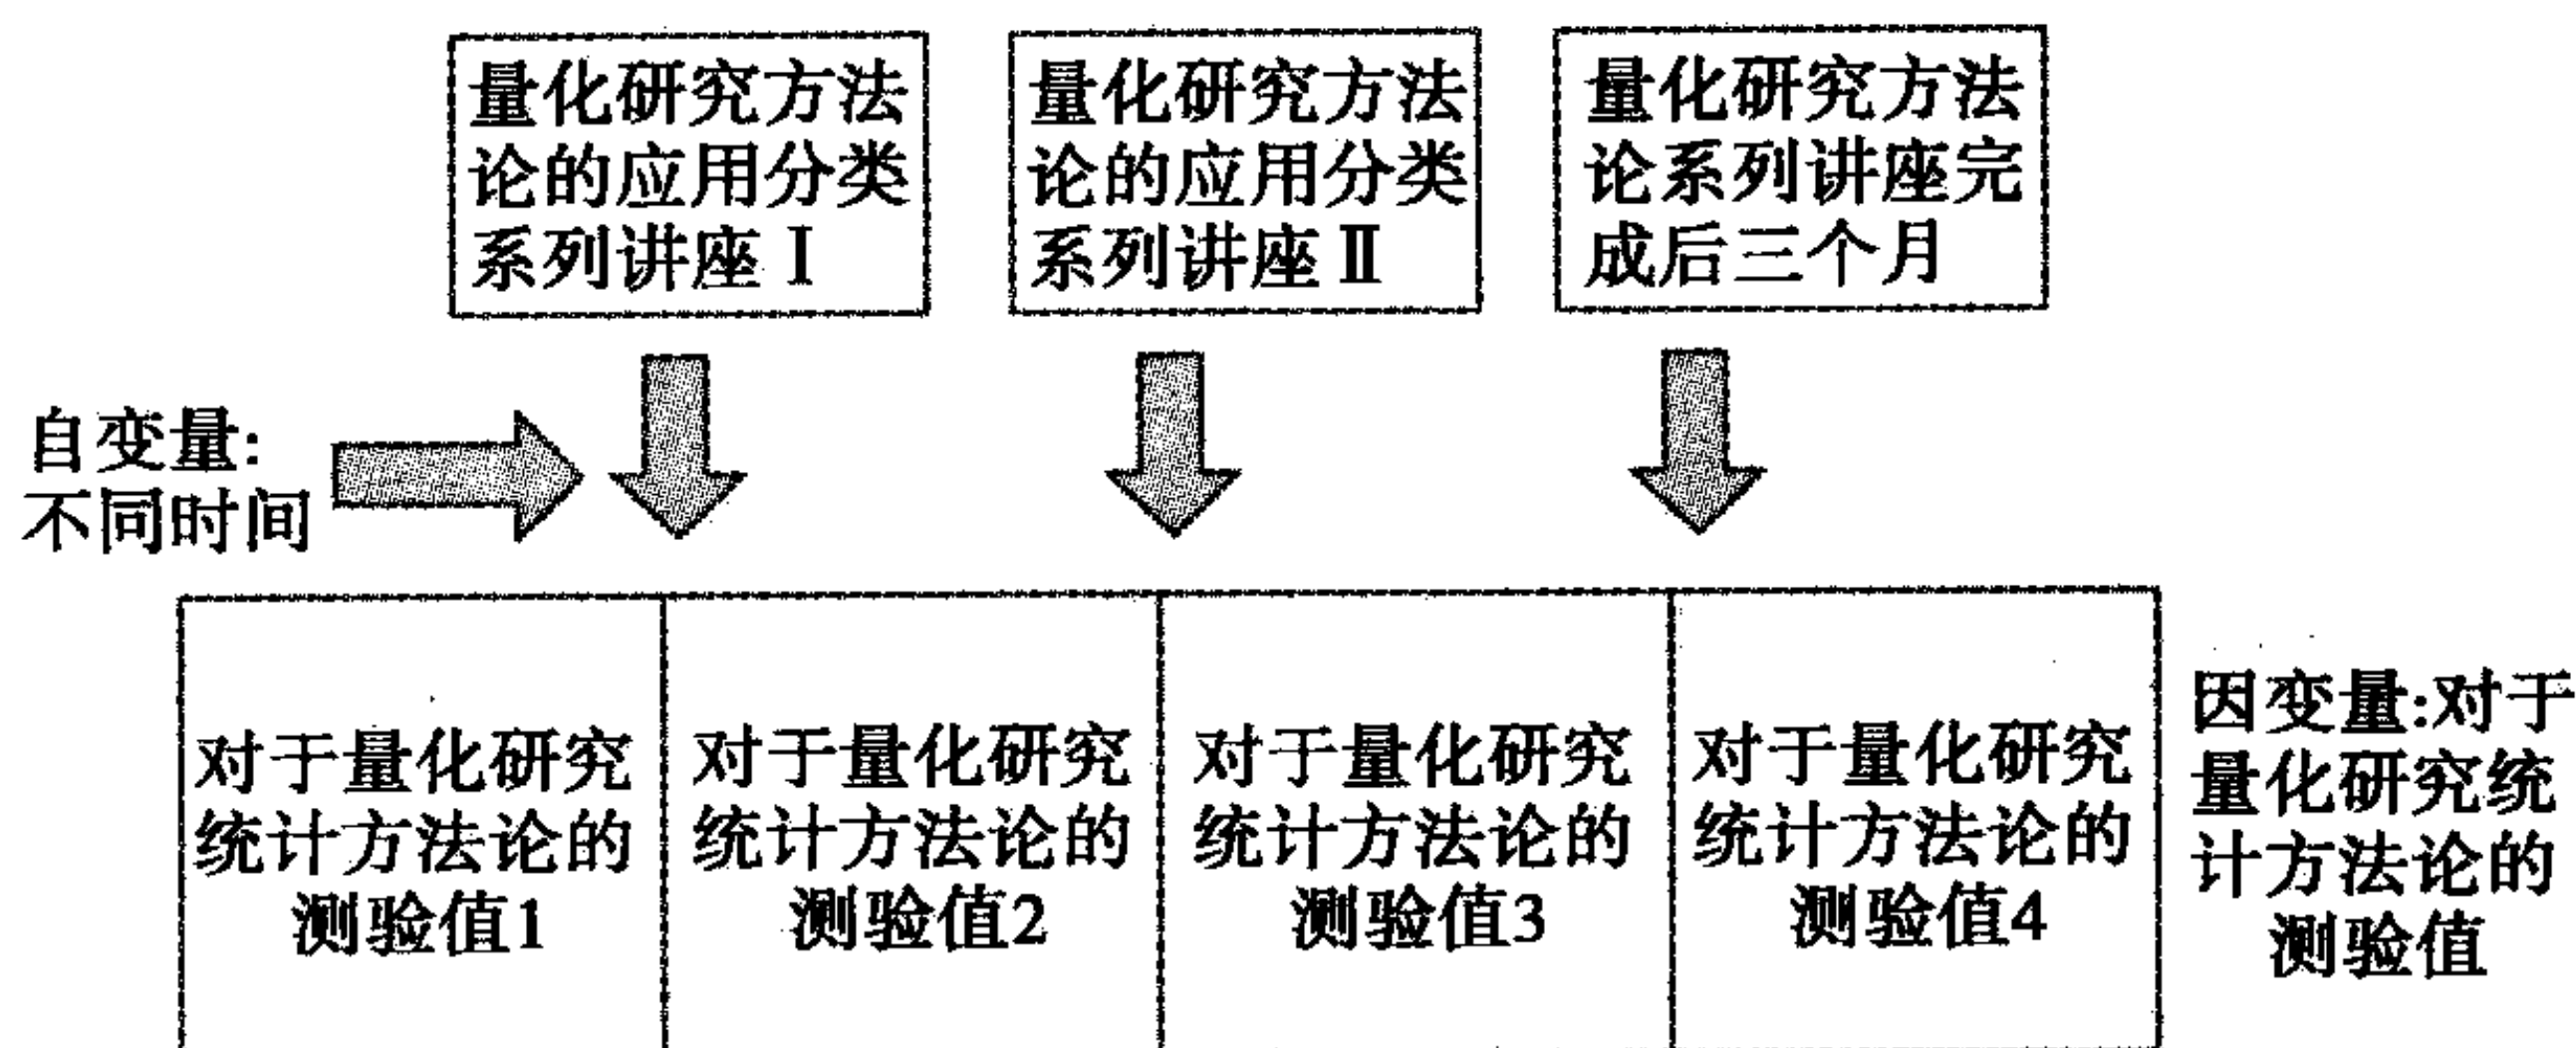 量化研究方法
论的应用分类
系列讲座Ⅰ
量化研究方法
论的应用分类
系列讲座Ⅱ
量化研究方法
论系列讲座完
成后三个月
自变量:
不同时间
对于量化研究
统计方法论的
测验值1
对于量化研究
统计方法论的
测验值2
对于量化研究
统计方法论的
测验值3
对于量化研究
统计方法论的
测验值4
因变量:对于
量化研究统
计方法论的
测验值